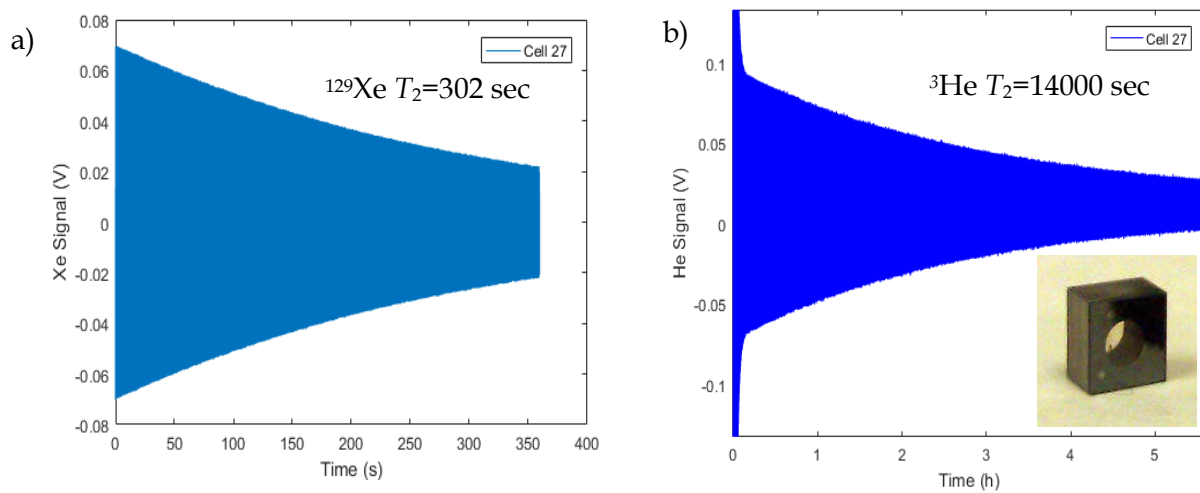 a)
Cell 27
¹²⁹Xe T₂=302 sec
Xe Signal (V)
0.08
0.06
0.04
0.02
0
-0.02
-0.04
-0.06
-0.08
0 50 100 150 200 250 300 350 400
Time (s)
b)
Cell 27
³He T₂=14000 sec
He Signal (V)
0.1
0.05
0
-0.05
-0.1
0 1 2 3 4 5
Time (h)